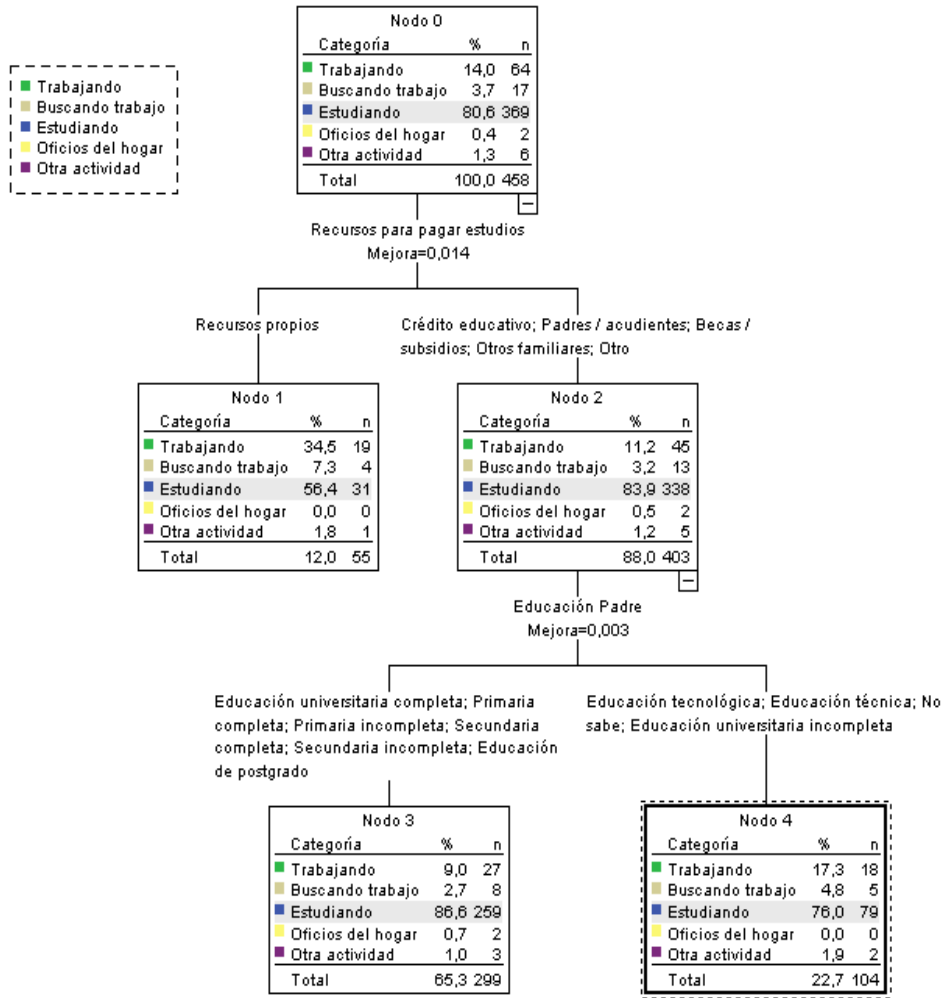 Nodo 0
Categoría % n
Trabajando 14,0 64
Buscando trabajo 3,7 17
Estudiando 80,6 369
Oficios del hogar 0,4 2
Otra actividad 1,3 6
Total 100,0 458
Trabajando
Buscando trabajo
Estudiando
Oficios del hogar
Otra actividad
Recursos para pagar estudios
Mejora=0,014
Recursos propios
Crédito educativo; Padres / acudientes; Becas /
subsidios; Otros familiares; Otro
Nodo 1
Categoría % n
Trabajando 34,5 19
Buscando trabajo 7,3 4
Estudiando 56,4 31
Oficios del hogar 0,0 0
Otra actividad 1,8 1
Total 12,0 55
Nodo 2
Categoría % n
Trabajando 11,2 45
Buscando trabajo 3,2 13
Estudiando 83,9 338
Oficios del hogar 0,5 2
Otra actividad 1,2 5
Total 88,0 403
Educación Padre
Mejora=0,003
Educación universitaria completa; Primaria
completa; Primaria incompleta; Secundaria
completa; Secundaria incompleta; Educación
de postgrado
Educación tecnológica; Educación técnica; No
sabe; Educación universitaria incompleta
Nodo 3
Categoría % n
Trabajando 9,0 27
Buscando trabajo 2,7 8
Estudiando 86,6 259
Oficios del hogar 0,7 2
Otra actividad 1,0 3
Total 65,3 299
Nodo 4
Categoría % n
Trabajando 17,3 18
Buscando trabajo 4,8 5
Estudiando 76,0 79
Oficios del hogar 0,0 0
Otra actividad 1,9 2
Total 22,7 104